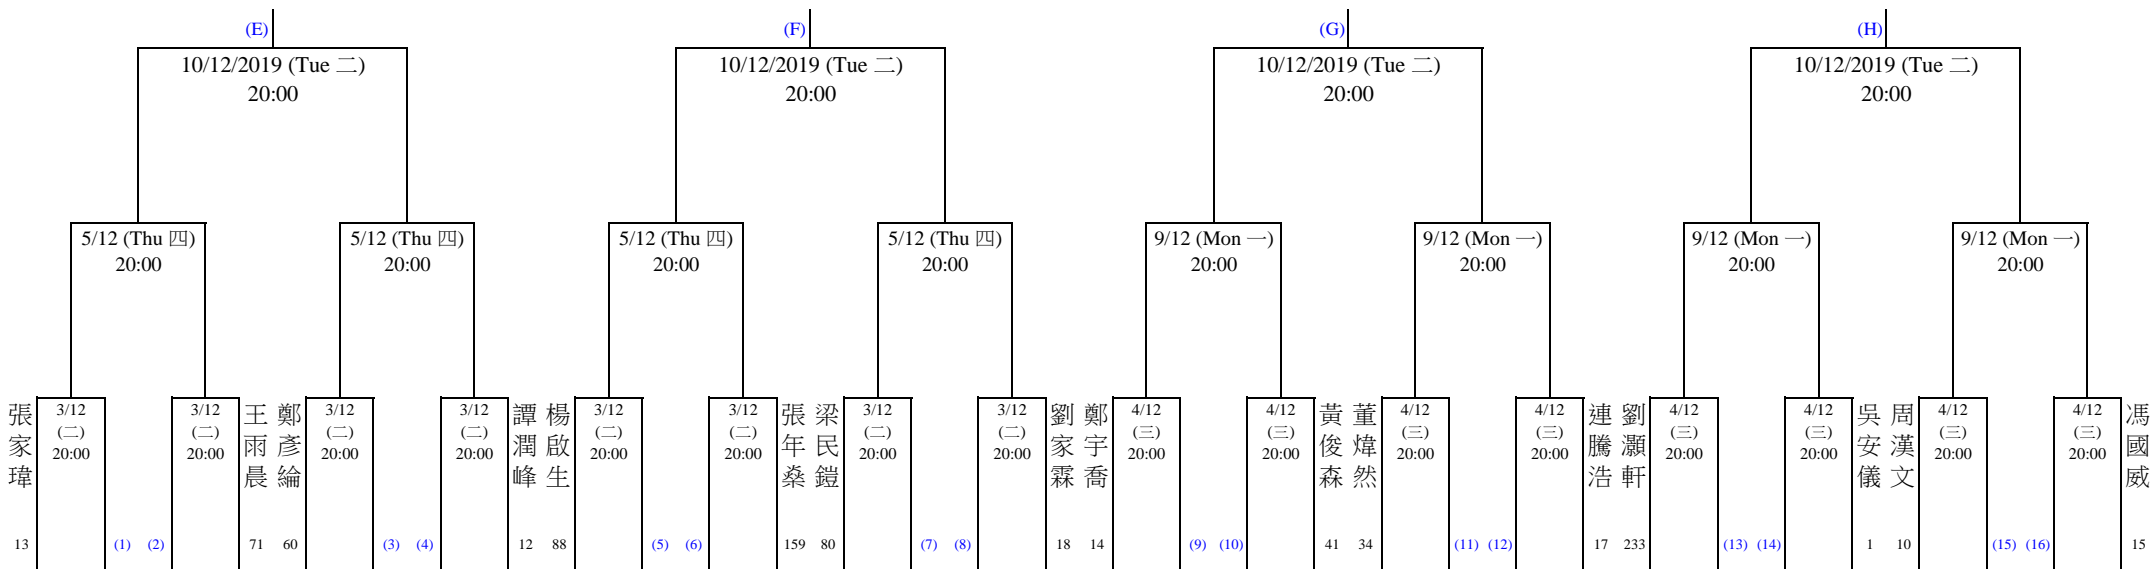 (E) (F) (G) (H)
10/12/2019 (Tue 二) 10/12/2019 (Tue 二) 10/12/2019 (Tue 二) 10/12/2019 (Tue 二)
20:00 20:00 20:00 20:00
5/12 (Thu 四) 5/12 (Thu 四) 5/12 (Thu 四) 5/12 (Thu 四) 9/12 (Mon 一) 9/12 (Mon 一) 9/12 (Mon 一) 9/12 (Mon 一)
20:00 20:00 20:00 20:00 20:00 20:00 20:00 20:00
張家瑋
3/12
(二)
20:00
3/12
(二)
20:00
王雨晨
鄭彥綸
3/12
(二)
20:00
3/12
(二)
20:00
譚潤峰
楊啟生
3/12
(二)
20:00
3/12
(二)
20:00
張年燊
梁民鎧
3/12
(二)
20:00
3/12
(二)
20:00
劉家霖
鄭宇喬
4/12
(三)
20:00
4/12
(三)
20:00
黃俊森
董煒然
4/12
(三)
20:00
4/12
(三)
20:00
連騰浩
劉灝軒
4/12
(三)
20:00
4/12
(三)
20:00
吳安儀
周漢文
4/12
(三)
20:00
4/12
(三)
20:00
馮國威
13 (1) (2) 71 60 (3) (4) 12 88 (5) (6) 159 80 (7) (8) 18 14 (9) (10) 41 34 (11) (12) 17 233 (13) (14) 1 10 (15) (16) 15